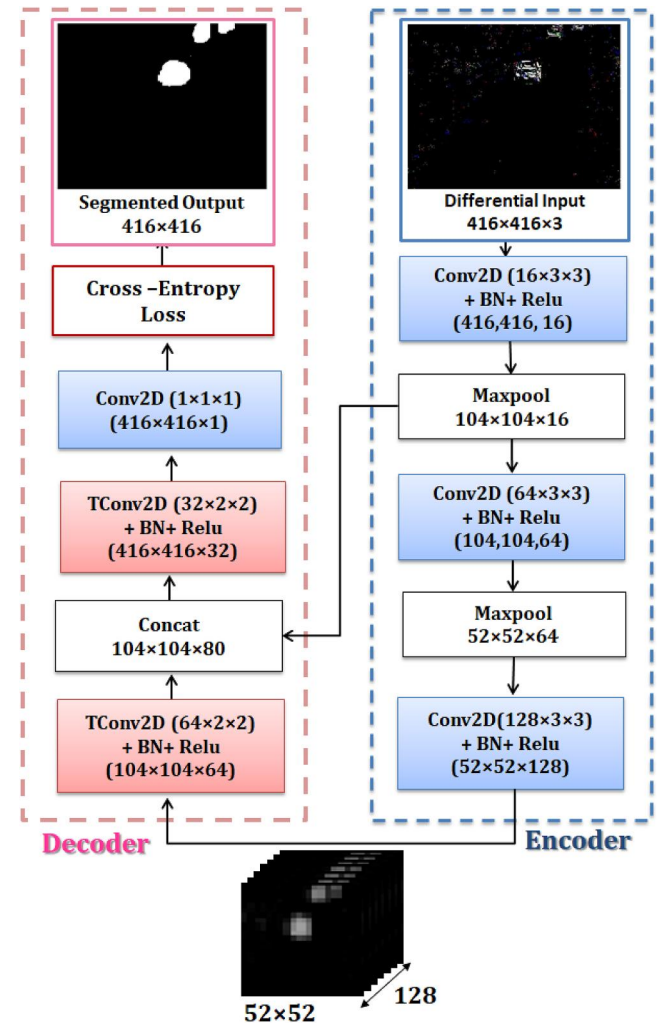 Segmented Output
416×416
Cross –Entropy
Loss
Conv2D (1×1×1)
(416×416×1)
TConv2D (32×2×2)
+ BN+ Relu
(416×416×32)
Concat
104×104×80
TConv2D (64×2×2)
+ BN+ Relu
(104×104×64)
Decoder
Differential Input
416×416×3
Conv2D (16×3×3)
+ BN+ Relu
(416,416, 16)
Maxpool
104×104×16
Conv2D (64×3×3)
+ BN+ Relu
(104,104,64)
Maxpool
52×52×64
Conv2D(128×3×3)
+ BN+ Relu
(52×52×128)
Encoder
52×52
128